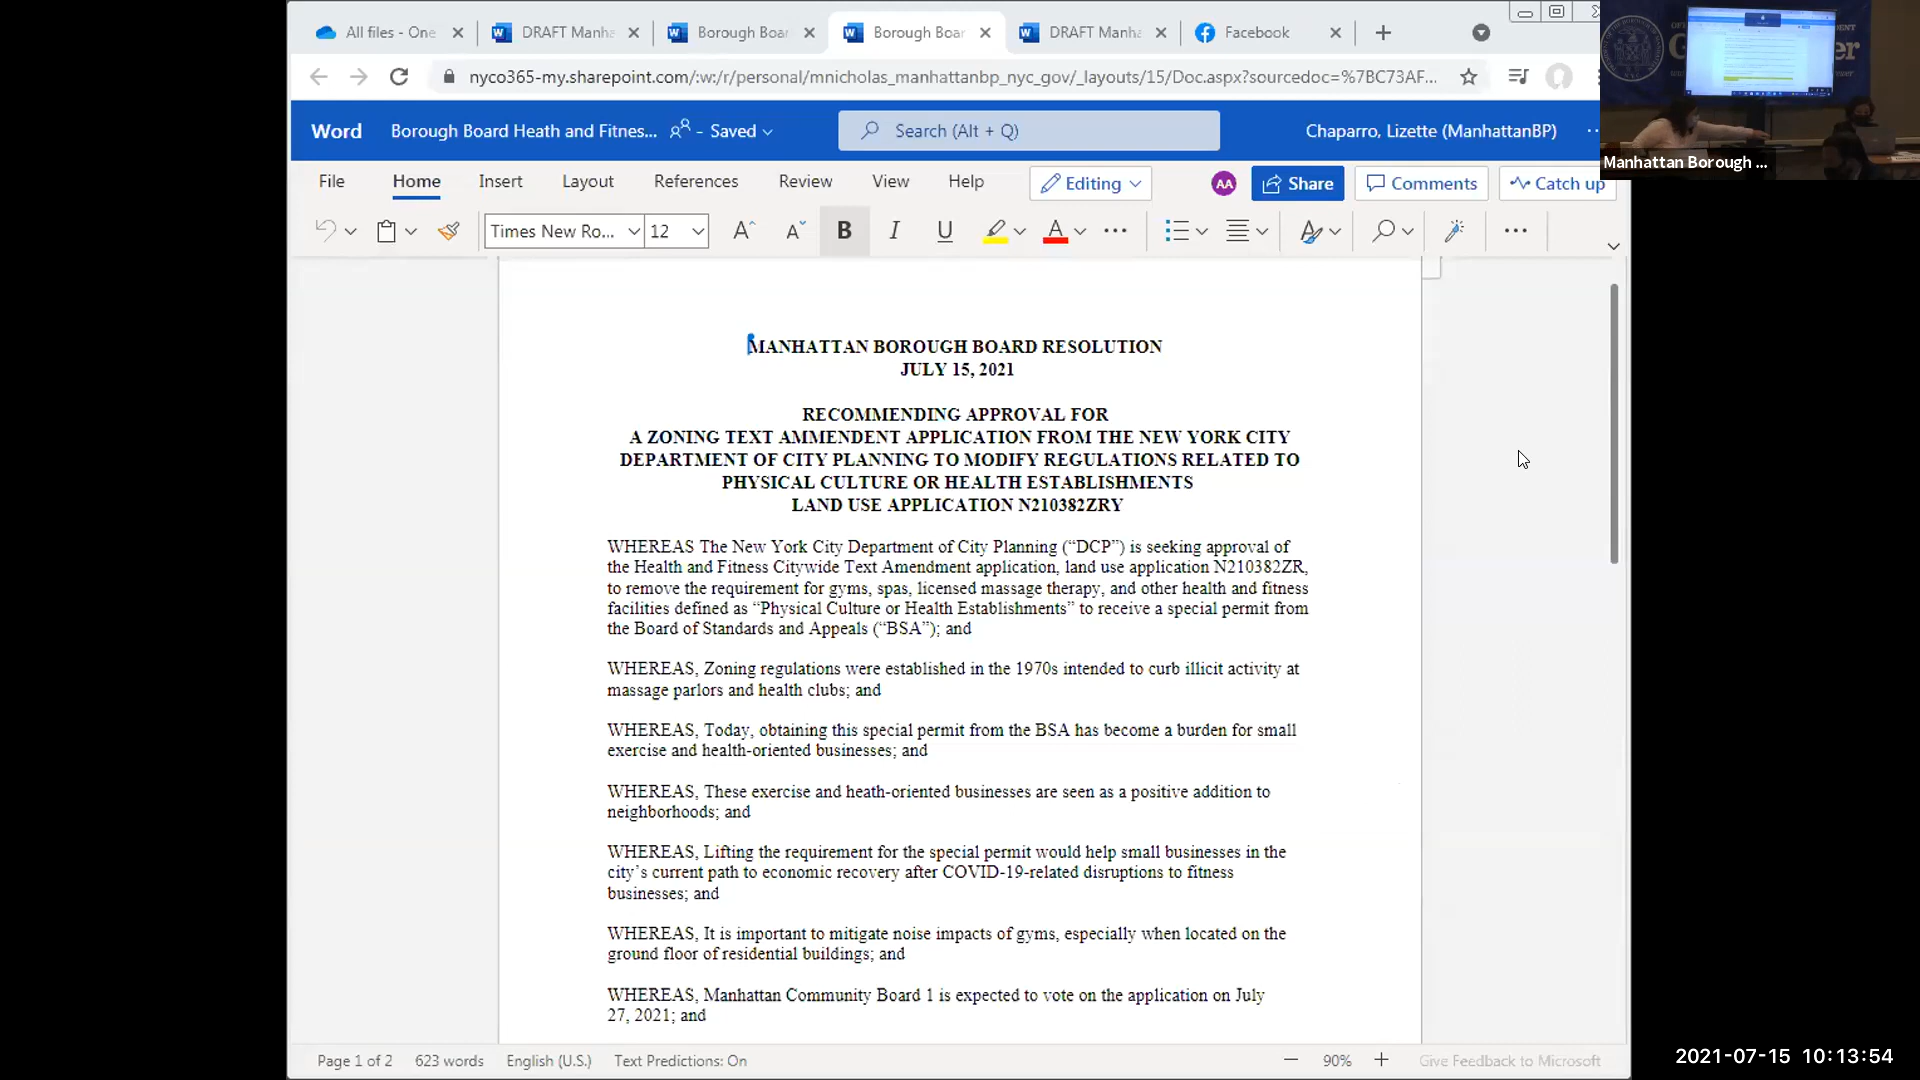 All files - One
DRAFT Manha
Borough Boar
Borough Boar
DRAFT Manha
Facebook
nyco365-my.sharepoint.com/:w:/r/personal/mnicholas_manhattanbp_nyc_gov/_layouts/15/Doc.aspx?sourcedoc=%7BC73AF...
Word
Borough Board Heath and Fitnes...
- Saved
Search (Alt + Q)
Chaparro, Lizette (ManhattanBP)
Manhattan Borough ...
File
Home
Insert
Layout
References
Review
View
Help
Editing
AA
Share
Comments
Catch up
Times New Ro...
12
MANHATTAN BOROUGH BOARD RESOLUTION
JULY 15, 2021
RECOMMENDING APPROVAL FOR
A ZONING TEXT AMMENDENT APPLICATION FROM THE NEW YORK CITY
DEPARTMENT OF CITY PLANNING TO MODIFY REGULATIONS RELATED TO
PHYSICAL CULTURE OR HEALTH ESTABLISHMENTS
LAND USE APPLICATION N210382ZRY
WHEREAS The New York City Department of City Planning (“DCP”) is seeking approval of
the Health and Fitness Citywide Text Amendment application, land use application N210382ZR,
to remove the requirement for gyms, spas, licensed massage therapy, and other health and fitness
facilities defined as “Physical Culture or Health Establishments” to receive a special permit from
the Board of Standards and Appeals (“BSA”); and
WHEREAS, Zoning regulations were established in the 1970s intended to curb illicit activity at
massage parlors and health clubs; and
WHEREAS, Today, obtaining this special permit from the BSA has become a burden for small
exercise and health-oriented businesses; and
WHEREAS, These exercise and heath-oriented businesses are seen as a positive addition to
neighborhoods; and
WHEREAS, Lifting the requirement for the special permit would help small businesses in the
city’s current path to economic recovery after COVID-19-related disruptions to fitness
businesses; and
WHEREAS, It is important to mitigate noise impacts of gyms, especially when located on the
ground floor of residential buildings; and
WHEREAS, Manhattan Community Board 1 is expected to vote on the application on July
27, 2021; and
Page 1 of 2
623 words
English (U.S.)
Text Predictions: On
90%
Give Feedback to Microsoft
2021-07-15 10:13:54